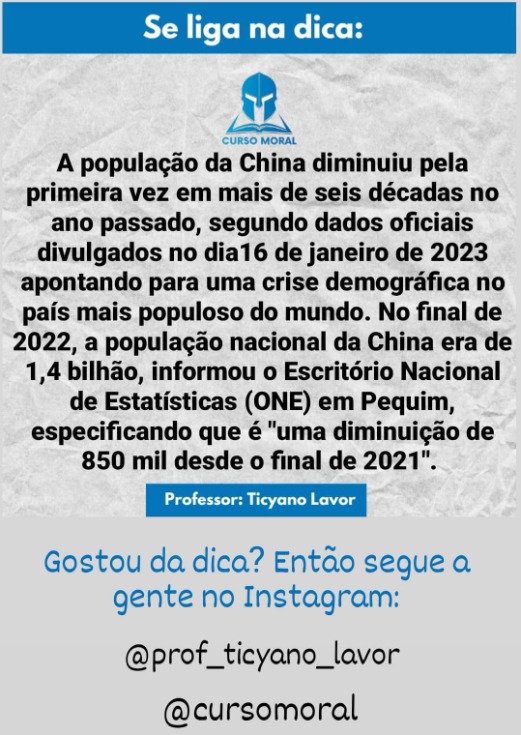 Se liga na dica:
CURSO MORAL
A população da China diminuiu pela
primeira vez em mais de seis décadas no
ano passado, segundo dados oficiais
divulgados no dia16 de janeiro de 2023
apontando para uma crise demográfica no
país mais populoso do mundo. No final de
2022, a população nacional da China era de
1,4 bilhão, informou o Escritório Nacional
de Estatísticas (ONE) em Pequim,
especificando que é "uma diminuição de
850 mil desde o final de 2021".
Professor: Ticyano Lavor
Gostou da dica? Então segue a
gente no Instagram:
@prof_ticyano_lavor
@cursomoral